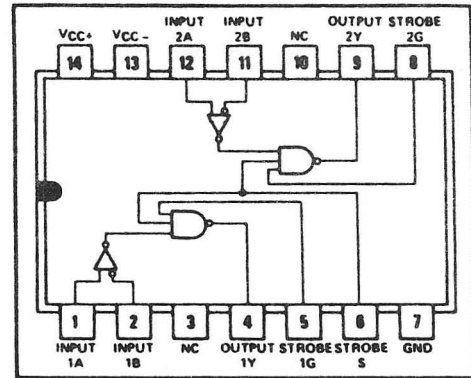 VCC+ VCC- INPUT 2A INPUT 2B NC OUTPUT 2Y STROBE 2G
14 13 12 11 10 9 8
1 2 3 4 5 6 7
INPUT 1A INPUT 1B NC OUTPUT 1Y STROBE 1G STROBE S GND